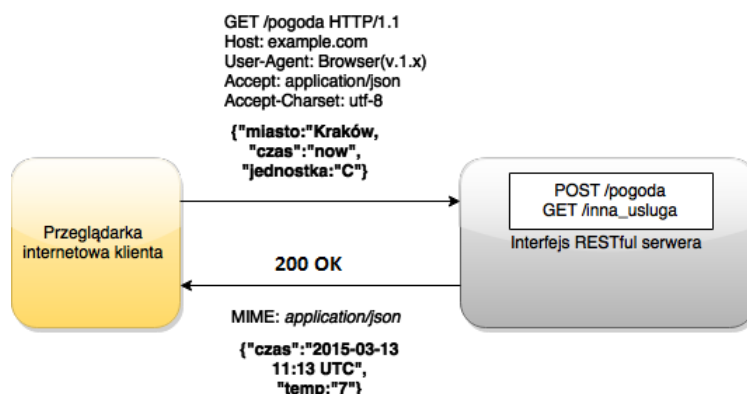 GET /pogoda HTTP/1.1
Host: example.com
User-Agent: Browser(v.1.x)
Accept: application/json
Accept-Charset: utf-8
{"miasto:"Kraków,
"czas":"now",
"jednostka:"C"}
Przeglądarka
internetowa klienta
POST /pogoda
GET /inna_usluga
Interfejs RESTful serwera
200 OK
MIME: application/json
{"czas":"2015-03-13
11:13 UTC",
"temp:"7"}